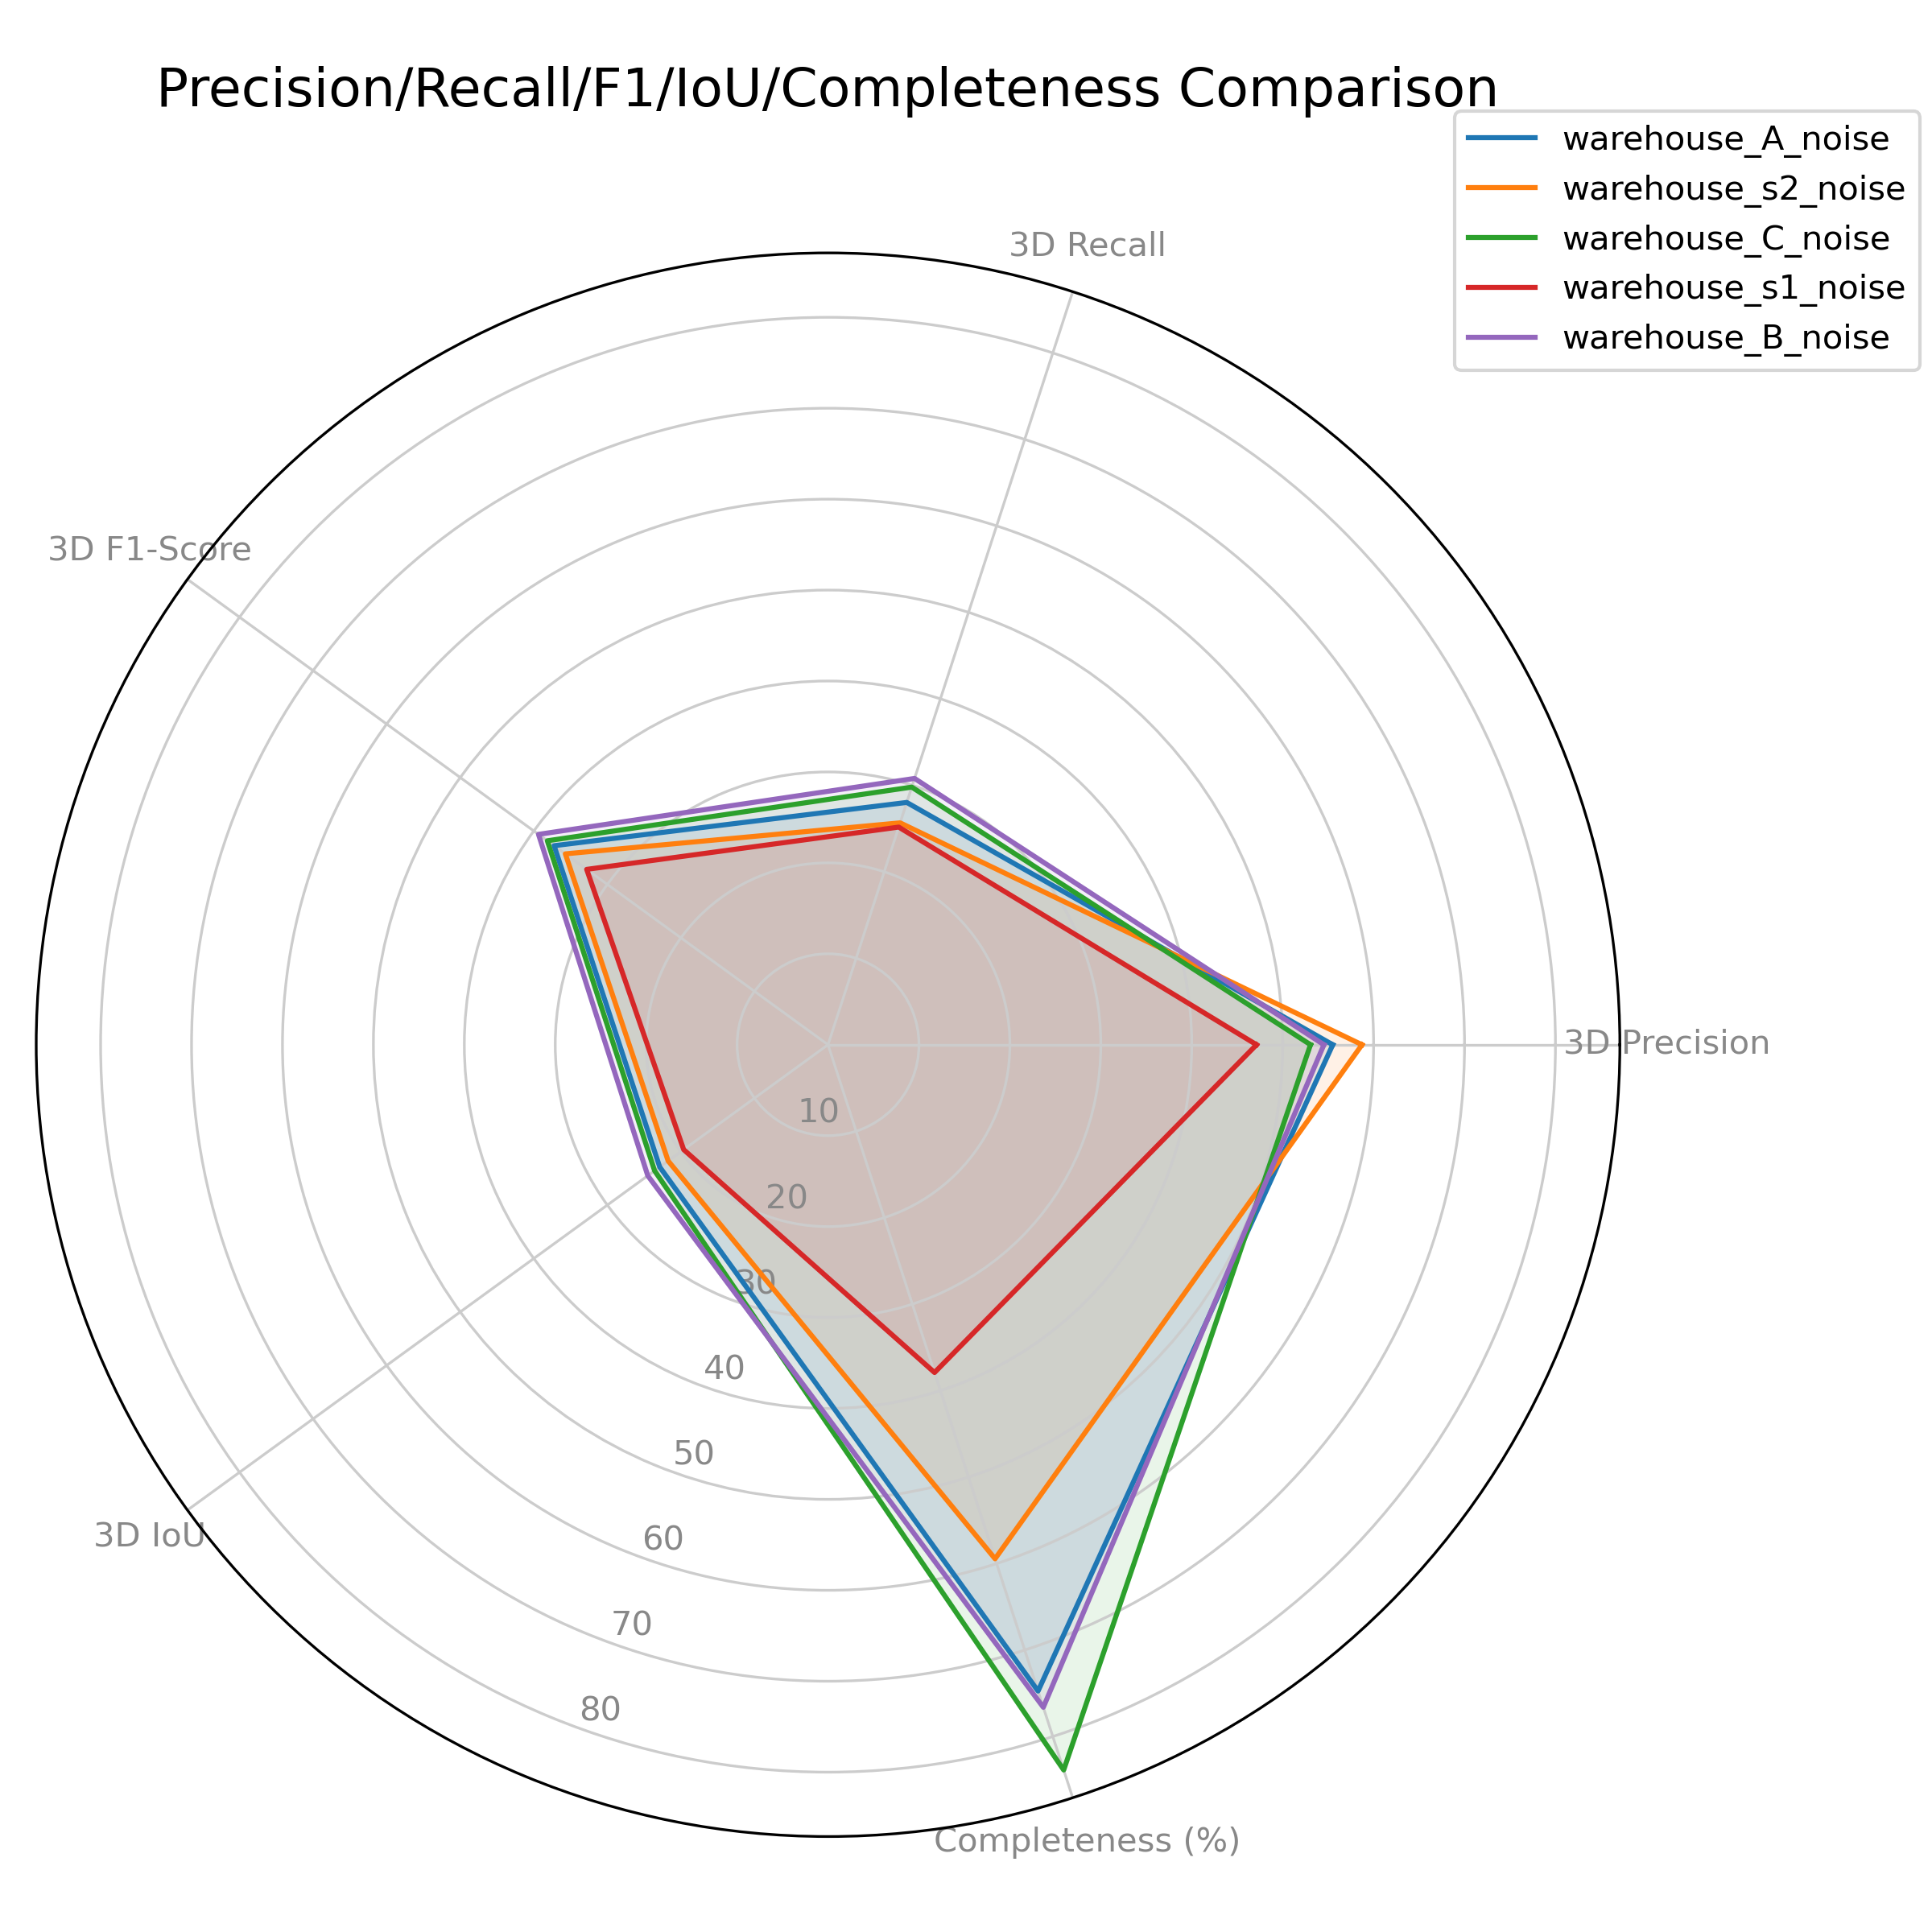 Precision/Recall/F1/IoU/Completeness Comparison
warehouse_A_noise
warehouse_s2_noise
warehouse_C_noise
warehouse_s1_noise
warehouse_B_noise
3D Recall
3D F1-Score
3D Precision
10
20
30
40
50
60
70
80
3D IoU
Completeness (%)